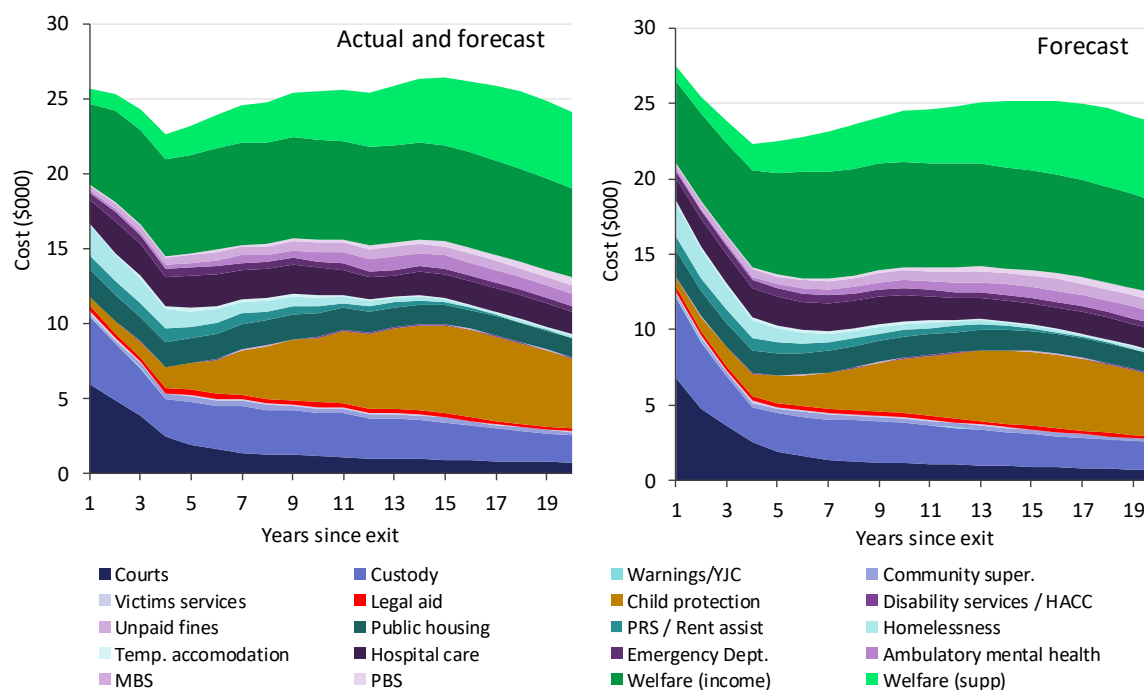 Actual and forecast
Cost ($000)
30
25
20
15
10
5
0
1 3 5 7 9 11 13 15 17 19
Years since exit
Forecast
Cost ($000)
30
25
20
15
10
5
0
1 3 5 7 9 11 13 15 17 19
Years since exit
Courts Custody Warnings/YJC Community super.
Victims services Legal aid Child protection Disability services / HACC
Unpaid fines Public housing PRS / Rent assist Homelessness
Temp. accomodation Hospital care Emergency Dept. Ambulatory mental health
MBS PBS Welfare (income) Welfare (supp)